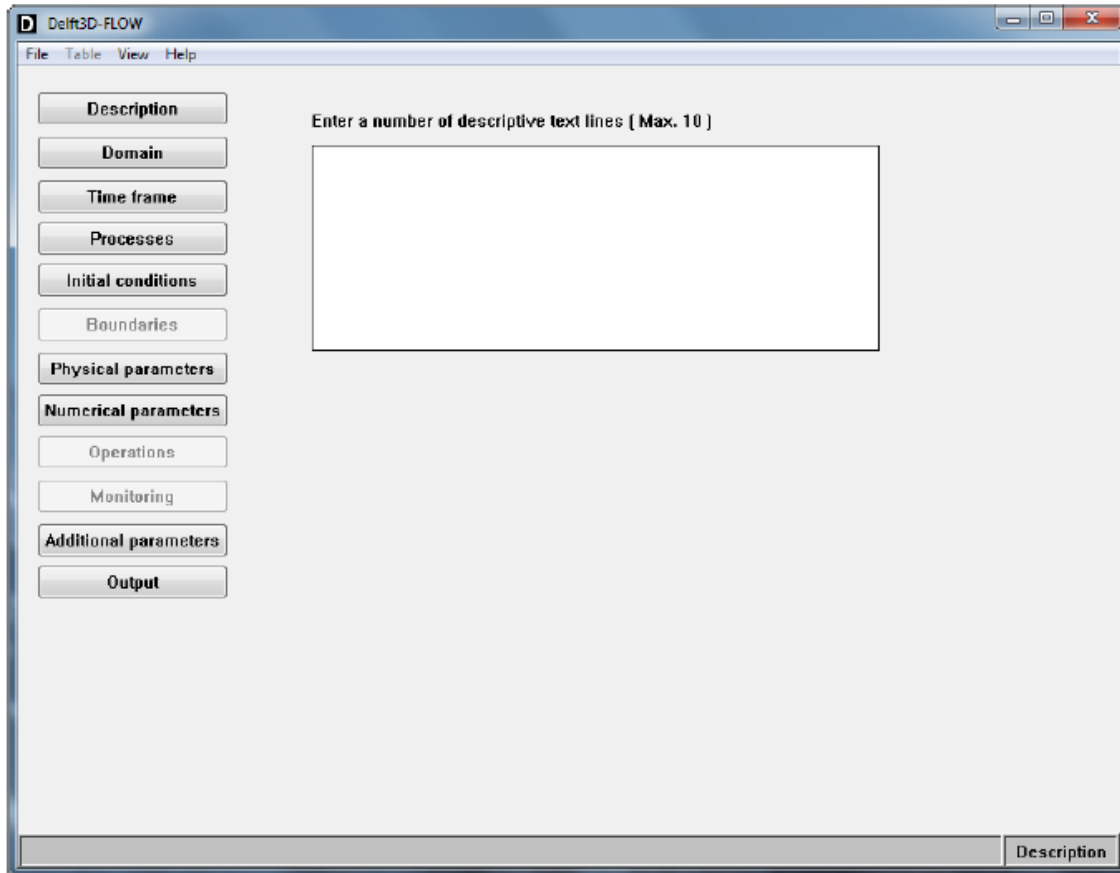 D Delft3D-FLOW
File Table View Help
Description
Enter a number of descriptive text lines ( Max. 10 )
Domain
Time frame
Processes
Initial conditions
Boundaries
Physical parameters
Numerical parameters
Operations
Monitoring
Additional parameters
Output
Description